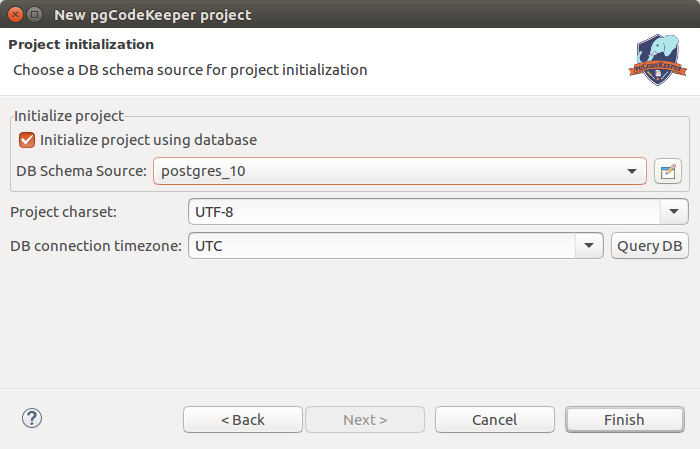 New pgCodeKeeper project
Project initialization
Choose a DB schema source for project initialization
pgCodeKeeper
Initialize project
Initialize project using database
DB Schema Source: postgres_10
Project charset: UTF-8
DB connection timezone: UTC Query DB
? < Back Next > Cancel Finish